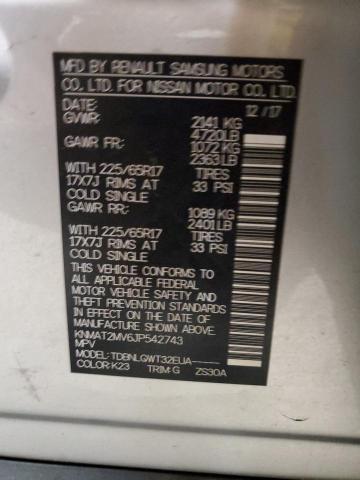 MFD BY RENAULT SAMSUNG MOTORS
CO., LTD. FOR NISSAN MOTOR CO., LTD.
DATE: 12 / 17
GVWR: 2141 KG
4720LB
GAWR FR: 1072 KG
2363LB
WITH 225/65R17 TIRES
17X7J RIMS AT 33 PSI
COLD SINGLE
GAWR RR: 1089 KG
2401LB
WITH 225/65R17 TIRES
17X7J RIMS AT 33 PSI
COLD SINGLE
THIS VEHICLE CONFORMS TO
ALL APPLICABLE FEDERAL
MOTOR VEHICLE SAFETY AND
THEFT PREVENTION STANDARDS
IN EFFECT ON THE DATE OF
MANUFACTURE SHOWN ABOVE.
KNMAT2MV6JP542743
MPV
MODEL: TDBNLGWT32EUA-----
COLOR:K23 TRIM:G ZS30A